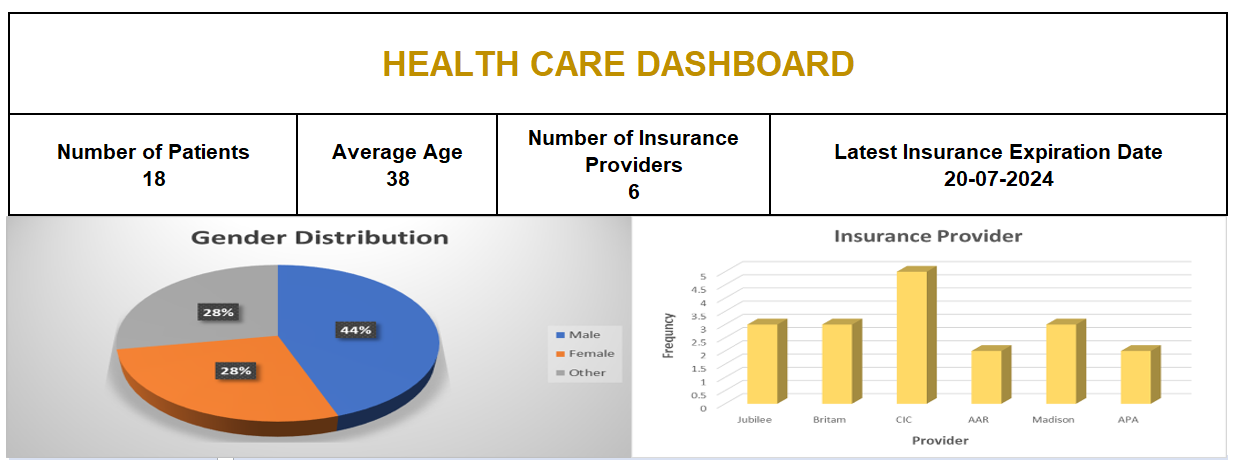 HEALTH CARE DASHBOARD
Number of Patients
18
Average Age
38
Number of Insurance
Providers
6
Latest Insurance Expiration Date
20-07-2024
Gender Distribution
28%
44%
28%
Male
Female
Other
Insurance Provider
Frequncy
5
4.5
4
3.5
3
2.5
2
1.5
1
0.5
0
Jubilee
Britam
CIC
AAR
Madison
APA
Provider